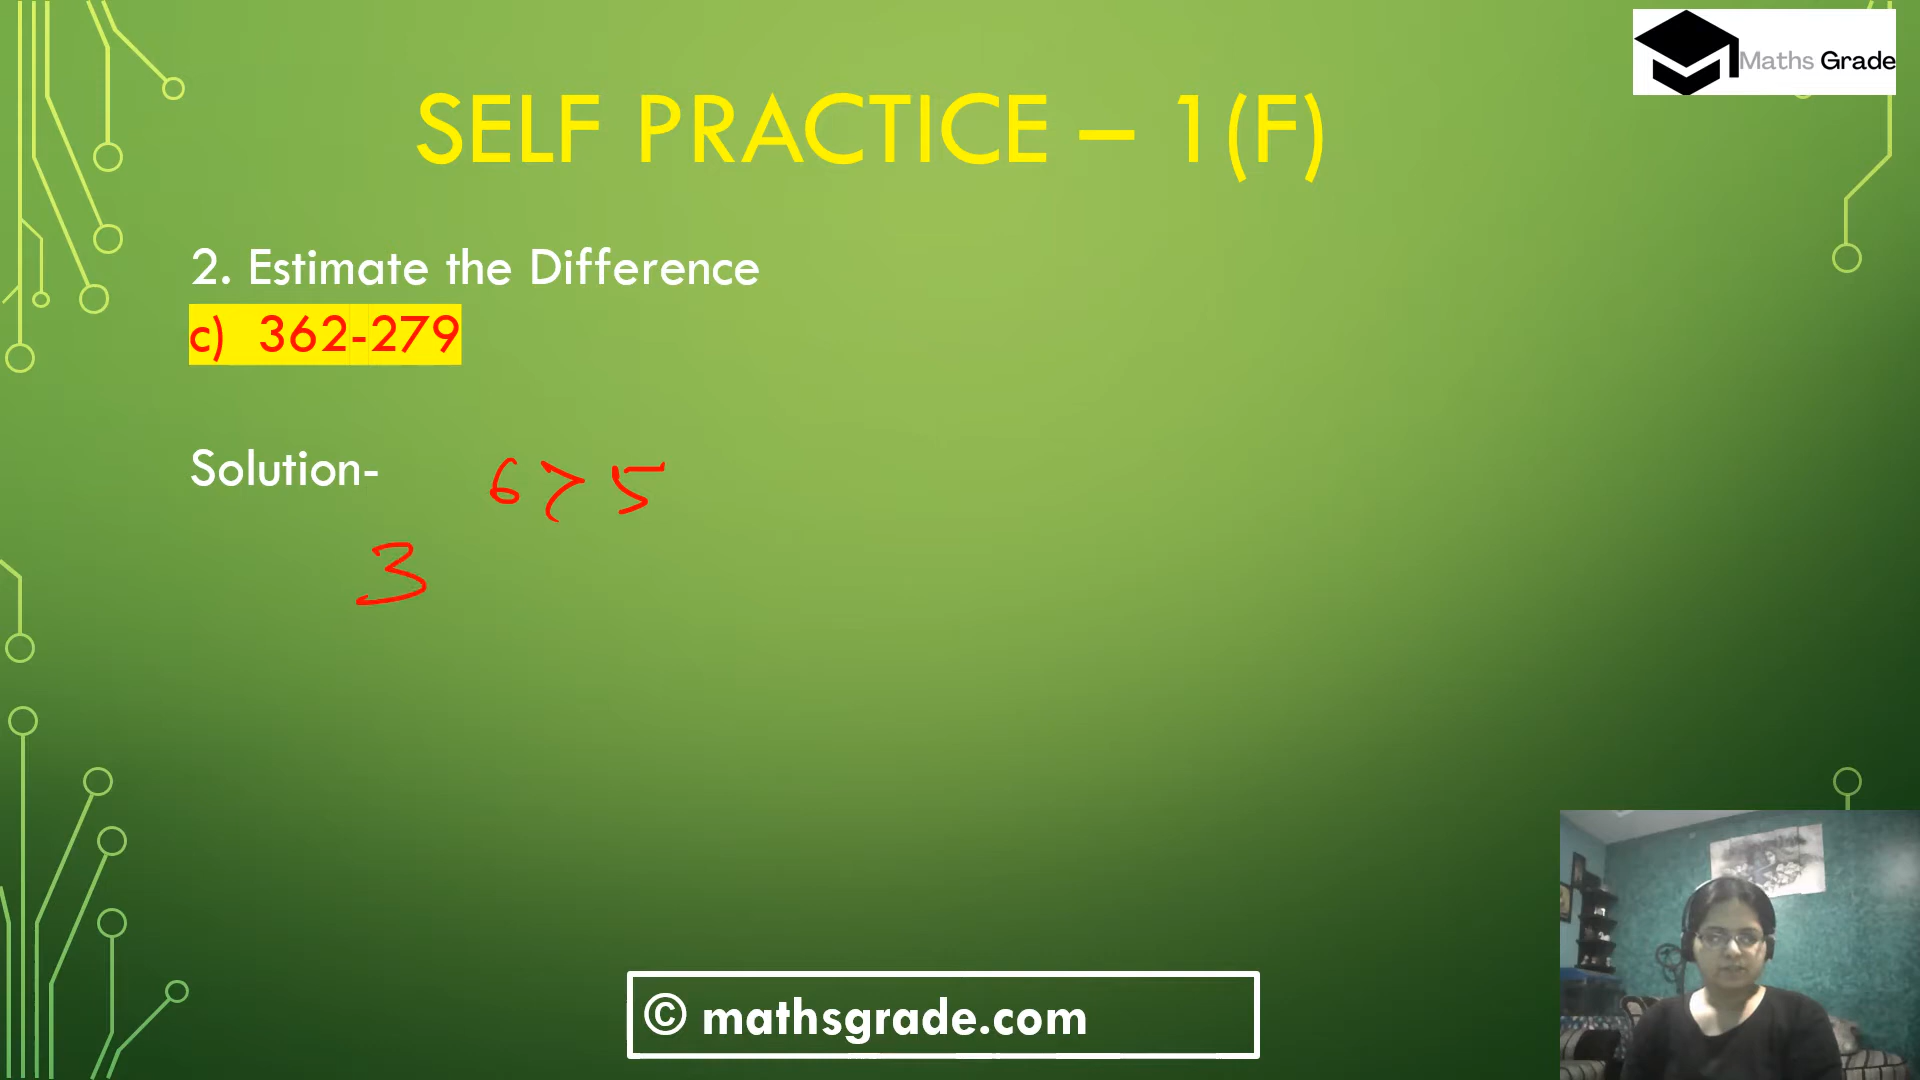 Maths Grade
SELF PRACTICE – 1(F)
2. Estimate the Difference
c) 362-279
Solution-
6 > 5
3
© mathsgrade.com